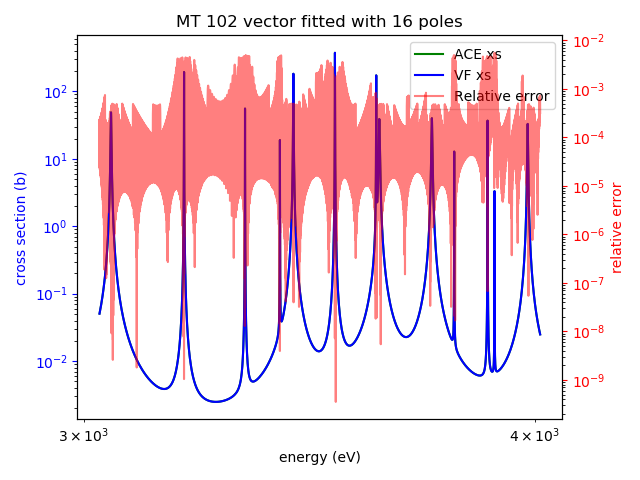 MT 102 vector fitted with 16 poles
ACE xs
VF xs
Relative error
cross section (b)
10²
10¹
10⁰
10⁻¹
10⁻²
relative error
10⁻²
10⁻³
10⁻⁴
10⁻⁵
10⁻⁶
10⁻⁷
10⁻⁸
10⁻⁹
3 × 10³
4 × 10³
energy (eV)